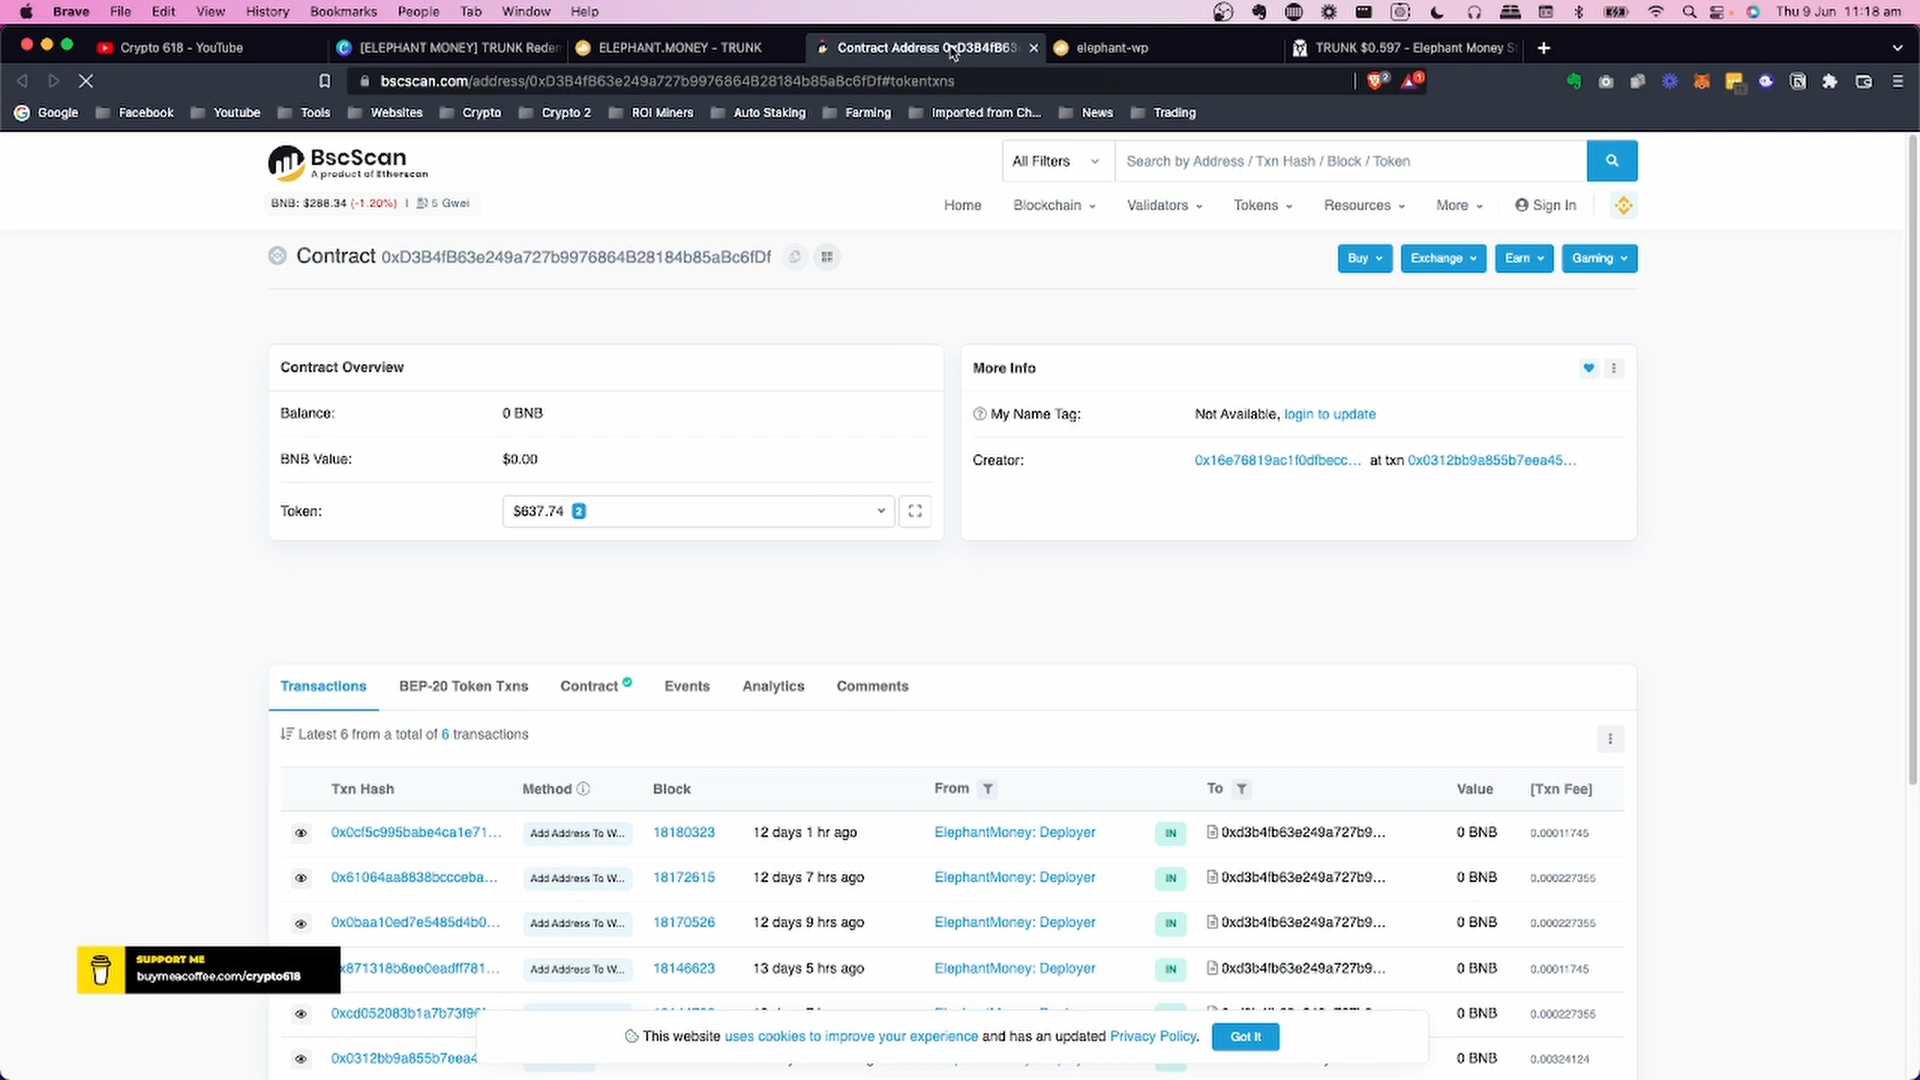 Brave File Edit View History Bookmarks People Tab Window Help Thu 9 Jun 11:18 am
Crypto 618 - YouTube [ELEPHANT MONEY] TRUNK Reder ELEPHANT.MONEY - TRUNK Contract Address 0xD3B4fB63 elephant-wp TRUNK $0.597 - Elephant Money S
bscscan.com/address/0xD3B4fB63e249a727b9976864B28184b85aBc6fDf#tokentxns
Google Facebook Youtube Tools Websites Crypto Crypto 2 ROI Miners Auto Staking Farming Imported from Ch... News Trading
BscScan
A product of Etherscan
All Filters Search by Address / Txn Hash / Block / Token
BNB: $288.34 (-1.20%) | 5 Gwei
Home Blockchain Validators Tokens Resources More Sign In
Contract 0xD3B4fB63e249a727b9976864B28184b85aBc6fDf
Buy Exchange Earn Gaming
Contract Overview
Balance: 0 BNB
BNB Value: $0.00
Token: $637.74 2
More Info
My Name Tag: Not Available, login to update
Creator: 0x16e76819ac1f0dfbecc... at txn 0x0312bb9a855b7eea45...
Transactions BEP-20 Token Txns Contract Events Analytics Comments
Latest 6 from a total of 6 transactions
Txn Hash Method Block From To Value [Txn Fee]
0x0cf5c995babe4ca1e71... Add Address To W... 18180323 12 days 1 hr ago ElephantMoney: Deployer IN 0xd3b4fb63e249a727b9... 0 BNB 0.00011745
0x61064aa8838bccceba... Add Address To W... 18172615 12 days 7 hrs ago ElephantMoney: Deployer IN 0xd3b4fb63e249a727b9... 0 BNB 0.000227355
0x0baa10ed7e5485d4b0... Add Address To W... 18170526 12 days 9 hrs ago ElephantMoney: Deployer IN 0xd3b4fb63e249a727b9... 0 BNB 0.000227355
x871318b8ee0eadff781... Add Address To W... 18146623 13 days 5 hrs ago ElephantMoney: Deployer IN 0xd3b4fb63e249a727b9... 0 BNB 0.00011745
0xcd052083b1a7b73f96 0 BNB 0.000227355
0x0312bb9a855b7eea4 0 BNB 0.00324124
SUPPORT ME
buymeacoffee.com/crypto618
This website uses cookies to improve your experience and has an updated Privacy Policy. Got It